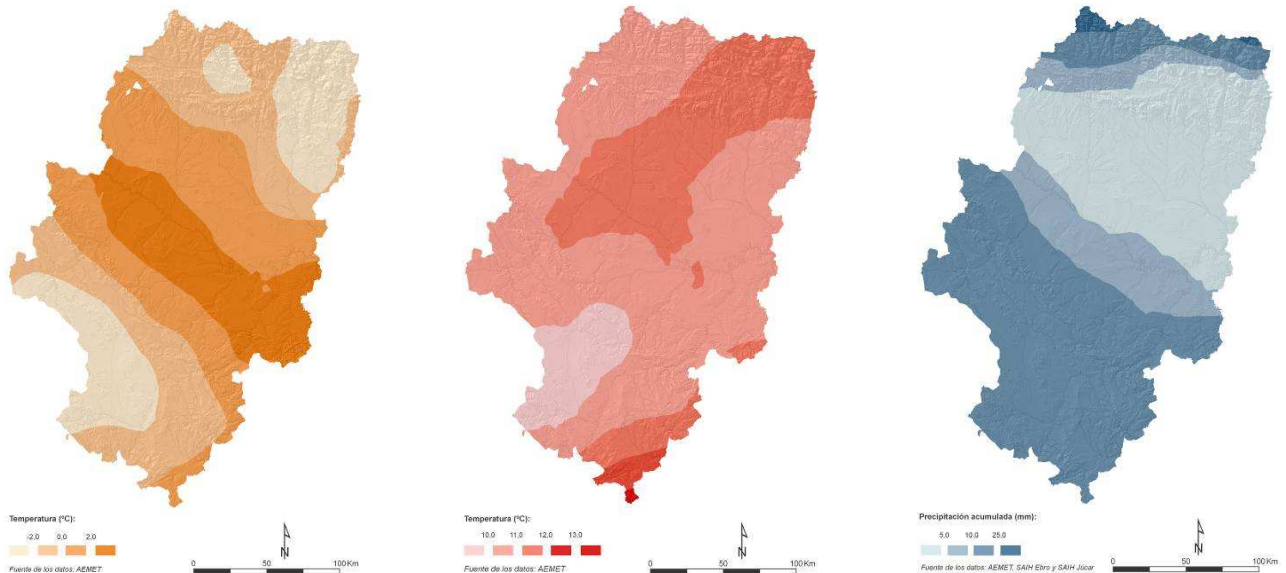 Temperatura (ºC):
-2,0 0,0 2,0
Fuente de los datos: AEMET
N
0 50 100 Km
Temperatura (ºC):
10,0 11,0 12,0 13,0
Fuente de los datos: AEMET
N
0 50 100 Km
Precipitación acumulada (mm):
5,0 10,0 25,0
Fuente de los datos: AEMET, SAIH Ebro y SAIH Júcar
N
0 50 100 Km